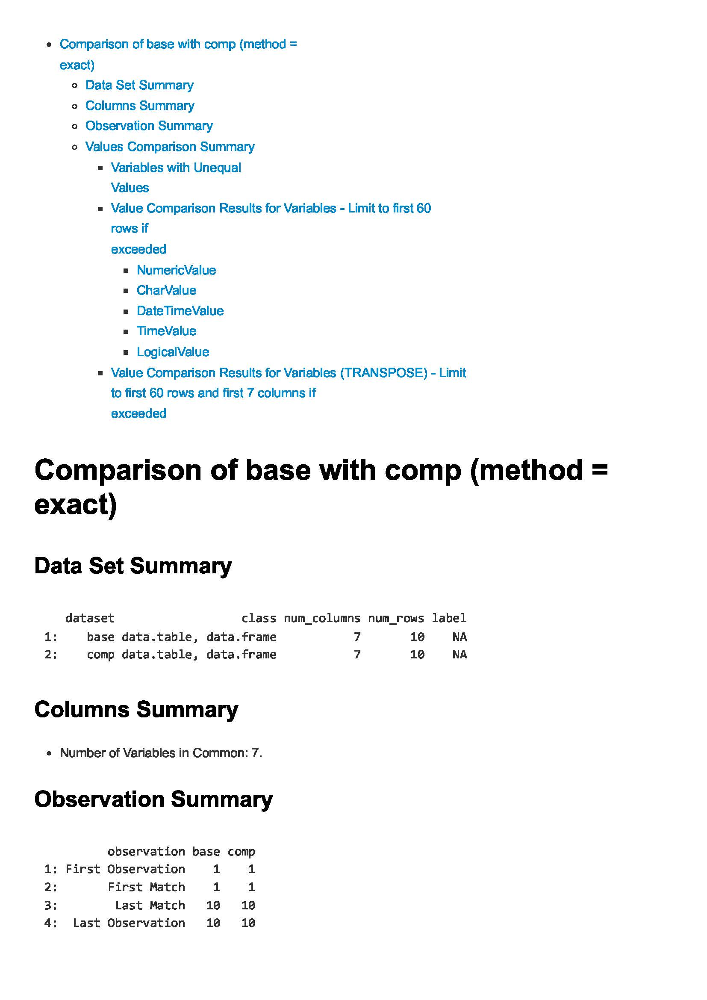 Comparison of base with comp (method =
exact)
Data Set Summary
Columns Summary
Observation Summary
Values Comparison Summary
Variables with Unequal
Values
Value Comparison Results for Variables - Limit to first 60
rows if
exceeded
NumericValue
CharValue
DateTimeValue
TimeValue
LogicalValue
Value Comparison Results for Variables (TRANSPOSE) - Limit
to first 60 rows and first 7 columns if
exceeded
Comparison of base with comp (method =
exact)
Data Set Summary
dataset class num_columns num_rows label
1: base data.table, data.frame 7 10 NA
2: comp data.table, data.frame 7 10 NA
Columns Summary
Number of Variables in Common: 7.
Observation Summary
observation base comp
1: First Observation 1 1
2: First Match 1 1
3: Last Match 10 10
4: Last Observation 10 10